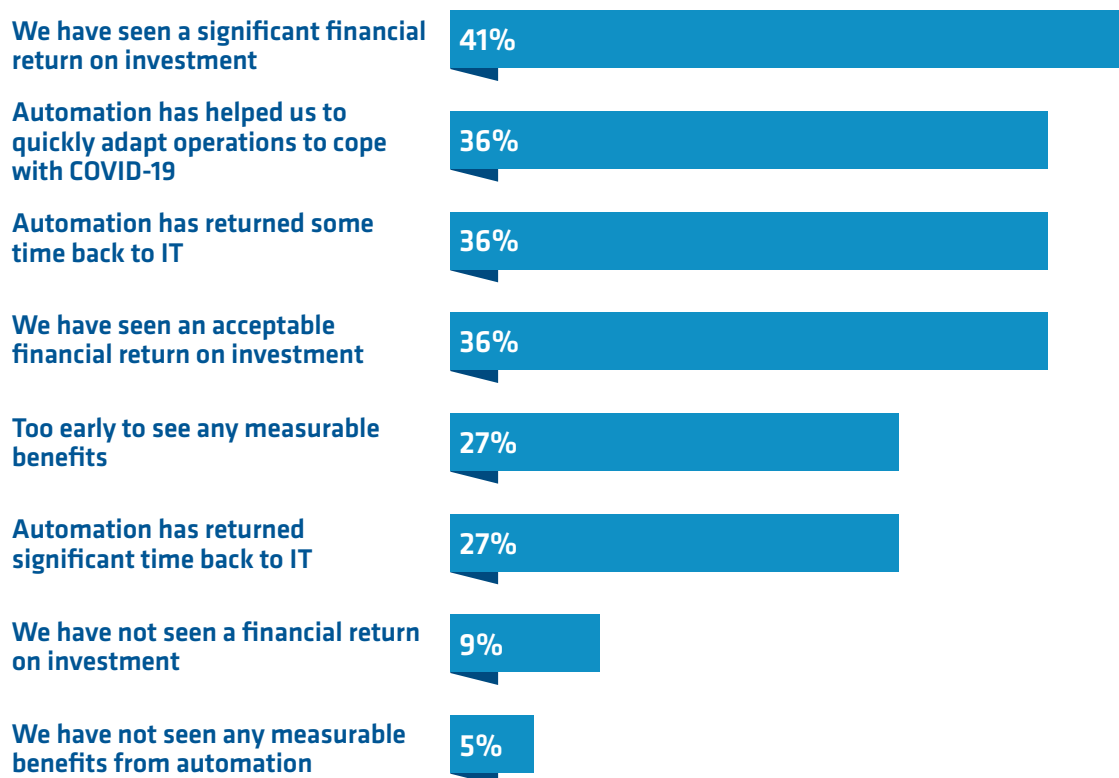 We have seen a significant financial
return on investment
41%
Automation has helped us to
quickly adapt operations to cope
with COVID-19
36%
Automation has returned some
time back to IT
36%
We have seen an acceptable
financial return on investment
36%
Too early to see any measurable
benefits
27%
Automation has returned
significant time back to IT
27%
We have not seen a financial return
on investment
9%
We have not seen any measurable
benefits from automation
5%